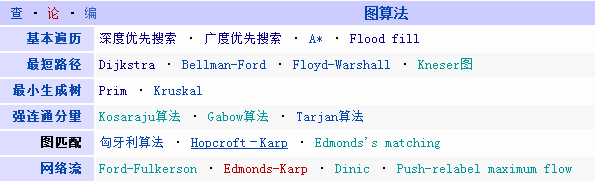 查 · 论 · 编 图算法
基本遍历 深度优先搜索 · 广度优先搜索 · A* · Flood fill
最短路径 Dijkstra · Bellman-Ford · Floyd-Warshall · Kneser图
最小生成树 Prim · Kruskal
强连通分量 Kosaraju算法 · Gabow算法 · Tarjan算法
图匹配 匈牙利算法 · Hopcroft－Karp · Edmonds's matching
网络流 Ford-Fulkerson · Edmonds-Karp · Dinic · Push-relabel maximum flow